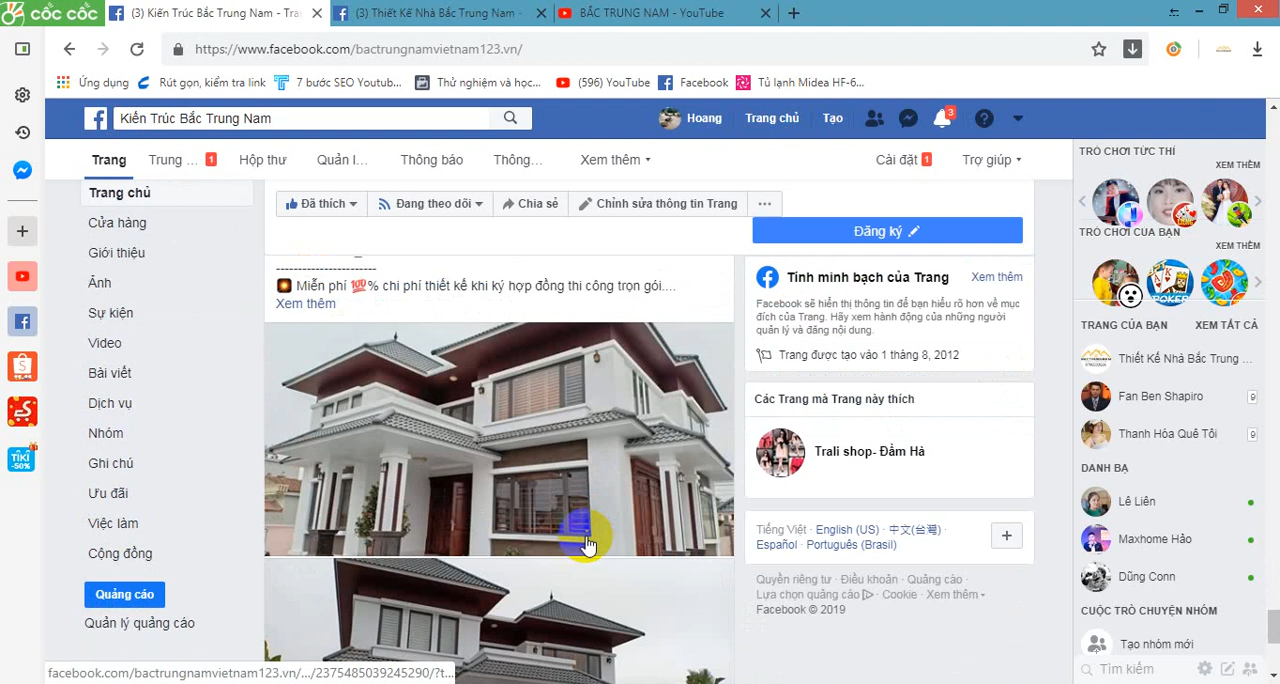 cốc cốc
(3) Kiến Trúc Bắc Trung Nam - Tra
(3) Thiết Kế Nhà Bắc Trung Nam -
BẮC TRUNG NAM - YouTube
https://www.facebook.com/bactrungnamvietnam123.vn/
Ứng dụng
Rút gọn, kiểm tra link
7 bước SEO Youtub...
Thử nghiệm và học...
(596) YouTube
Facebook
Tủ lạnh Midea HF-6...
Kiến Trúc Bắc Trung Nam
Hoang
Trang chủ
Tạo
3
Trang
Trung ...
1
Hộp thư
Quản l...
Thông báo
Thông...
Xem thêm
Cài đặt
1
Trợ giúp
Trang chủ
Cửa hàng
Giới thiệu
Ảnh
Sự kiện
Video
Bài viết
Dịch vụ
Nhóm
Ghi chú
Ưu đãi
Việc làm
Cộng đồng
Quảng cáo
Quản lý quảng cáo
Đã thích
Đang theo dõi
Chia sẻ
Chỉnh sửa thông tin Trang
...
Đăng ký
------------------------
Miễn phí 💯% chi phí thiết kế khi ký hợp đồng thi công trọn gói....
Xem thêm
Tính minh bạch của Trang
Xem thêm
Facebook sẽ hiển thị thông tin để bạn hiểu rõ hơn về mục
đích của Trang. Hãy xem hành động của những người
quản lý và đăng nội dung.
Trang được tạo vào 1 tháng 8, 2012
Các Trang mà Trang này thích
Trali shop- Đầm Hà
Tiếng Việt · English (US) · 中文(台灣) ·
Español · Português (Brasil)
Quyền riêng tư · Điều khoản · Quảng cáo ·
Lựa chọn quảng cáo · Cookie · Xem thêm
Facebook © 2019
TRÒ CHƠI TỨC THÌ
XEM THÊM
TRÒ CHƠI CỦA BẠN
XEM THÊM
POKER
TRANG CỦA BẠN
XEM TẤT CẢ
Thiết Kế Nhà Bắc Trung ...
Fan Ben Shapiro
9
Thanh Hóa Quê Tôi
9
DANH BẠ
Lê Liên
Maxhome Hảo
Dũng Conn
CUỘC TRÒ CHUYỆN NHÓM
Tạo nhóm mới
Tìm kiếm
TIKI
-50%
facebook.com/bactrungnamvietnam123.vn/.../2375485039245290/?t...